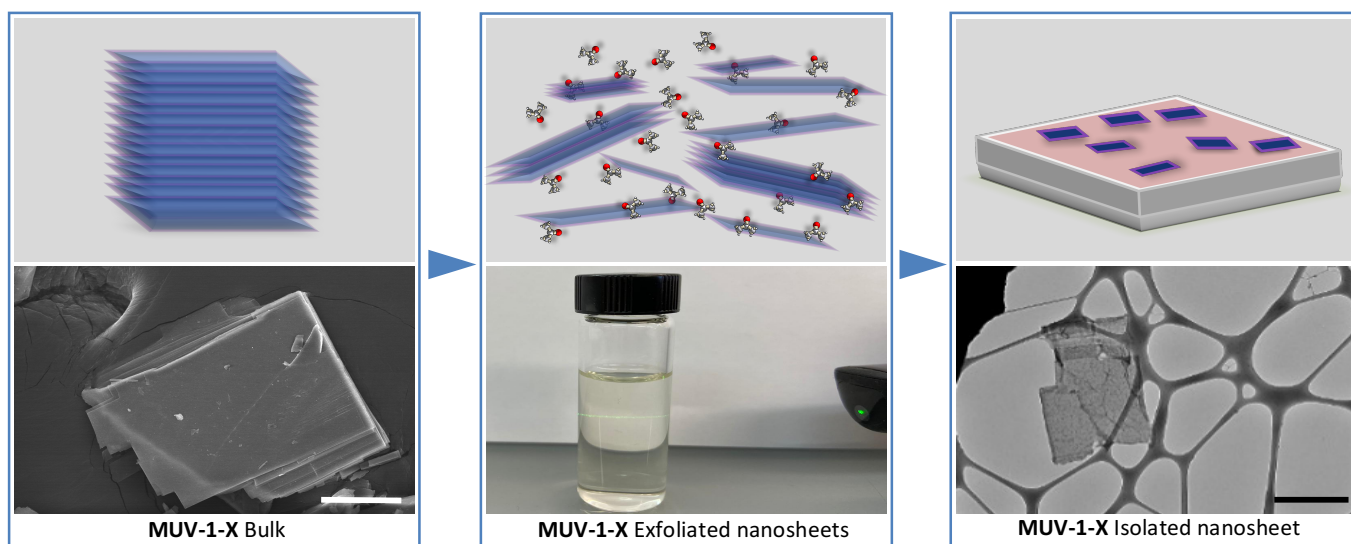 MUV-1-X Bulk
MUV-1-X Exfoliated nanosheets
MUV-1-X Isolated nanosheet